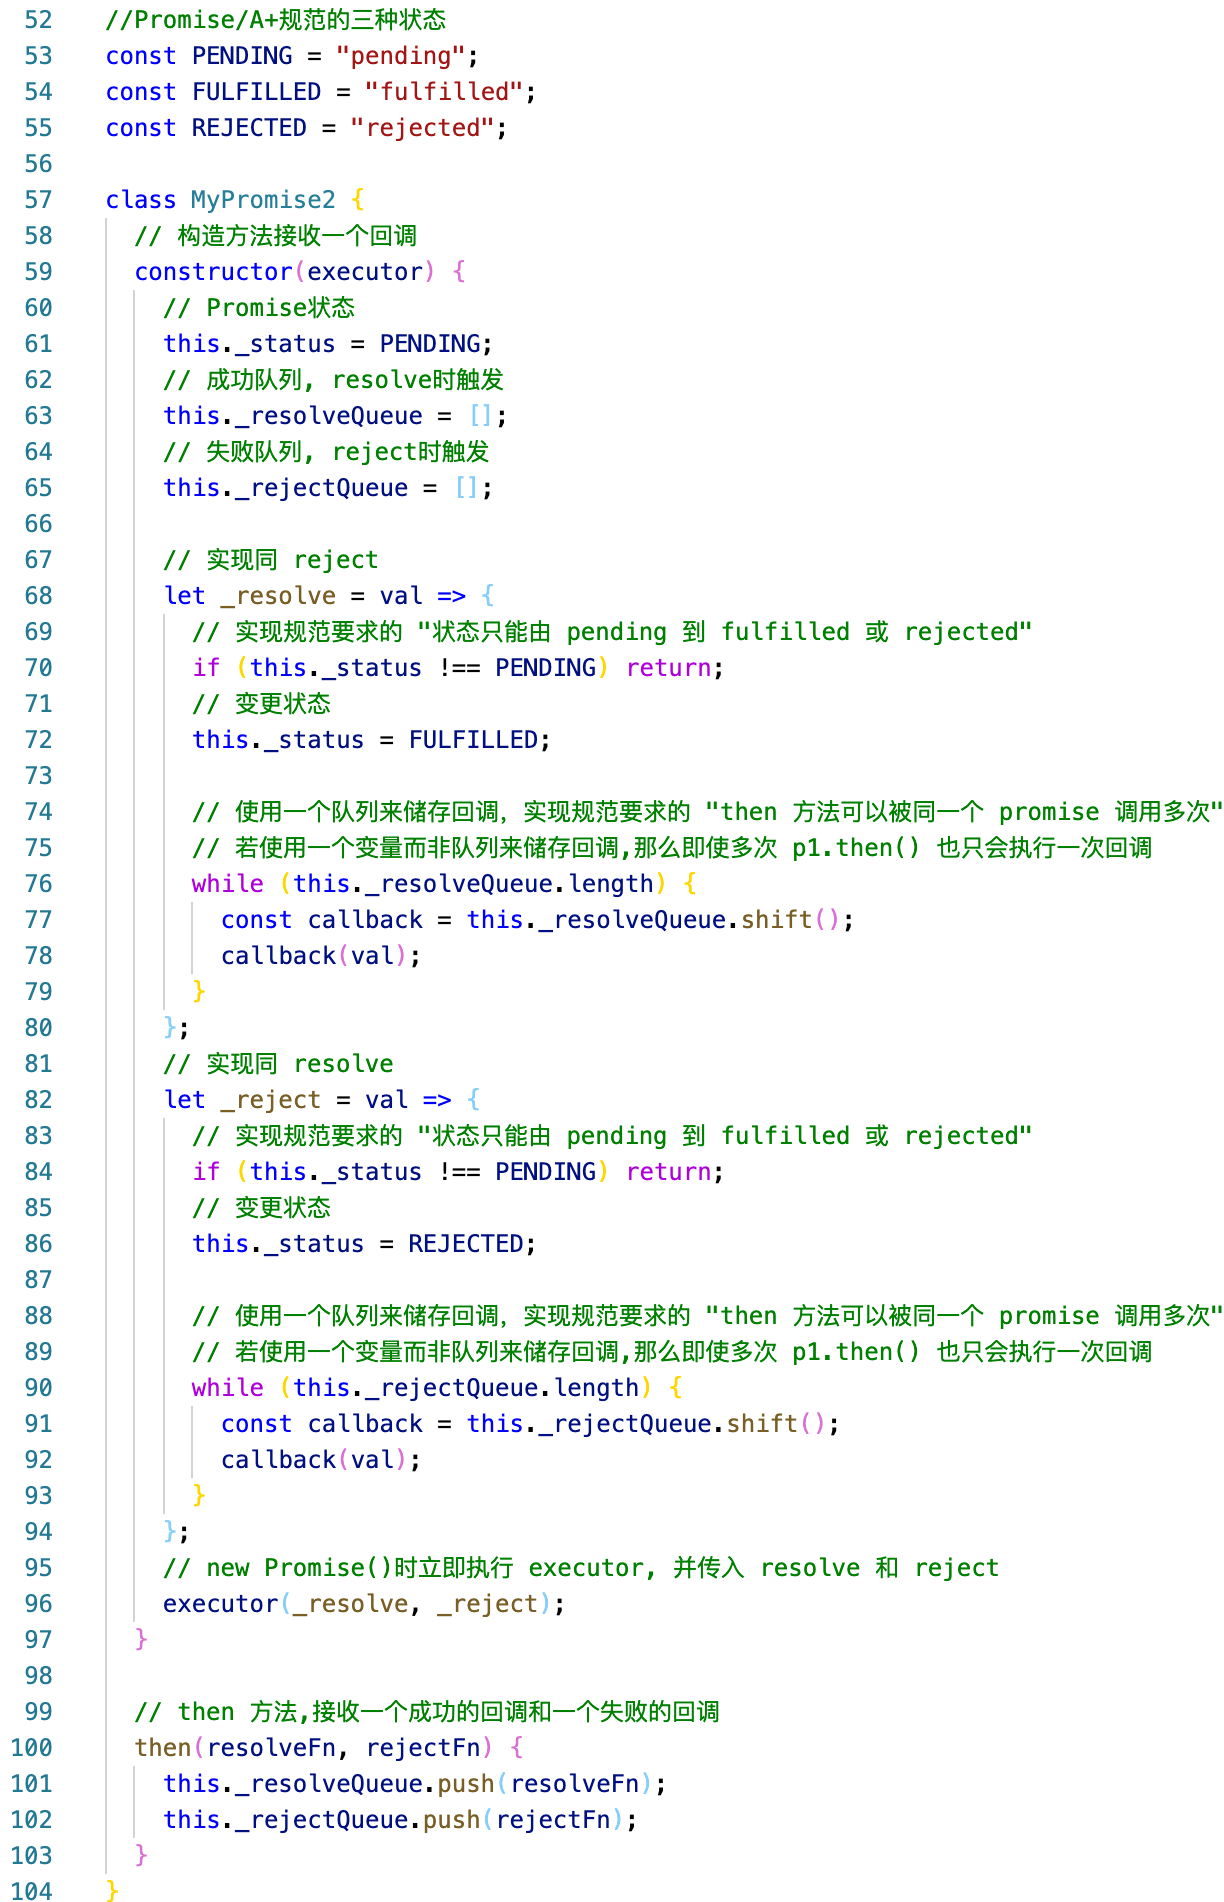 52 //Promise/A+规范的三种状态
53 const PENDING = "pending";
54 const FULFILLED = "fulfilled";
55 const REJECTED = "rejected";
56
57 class MyPromise2 {
58   // 构造方法接收一个回调
59   constructor(executor) {
60     // Promise状态
61     this._status = PENDING;
62     // 成功队列, resolve时触发
63     this._resolveQueue = [];
64     // 失败队列, reject时触发
65     this._rejectQueue = [];
66
67     // 实现同 reject
68     let _resolve = val => {
69       // 实现规范要求的 "状态只能由 pending 到 fulfilled 或 rejected"
70       if (this._status !== PENDING) return;
71       // 变更状态
72       this._status = FULFILLED;
73
74       // 使用一个队列来储存回调，实现规范要求的 "then 方法可以被同一个 promise 调用多次"
75       // 若使用一个变量而非队列来储存回调,那么即使多次 p1.then() 也只会执行一次回调
76       while (this._resolveQueue.length) {
77         const callback = this._resolveQueue.shift();
78         callback(val);
79       }
80     };
81     // 实现同 resolve
82     let _reject = val => {
83       // 实现规范要求的 "状态只能由 pending 到 fulfilled 或 rejected"
84       if (this._status !== PENDING) return;
85       // 变更状态
86       this._status = REJECTED;
87
88       // 使用一个队列来储存回调，实现规范要求的 "then 方法可以被同一个 promise 调用多次"
89       // 若使用一个变量而非队列来储存回调,那么即使多次 p1.then() 也只会执行一次回调
90       while (this._rejectQueue.length) {
91         const callback = this._rejectQueue.shift();
92         callback(val);
93       }
94     };
95     // new Promise()时立即执行 executor, 并传入 resolve 和 reject
96     executor(_resolve, _reject);
97   }
98
99   // then 方法,接收一个成功的回调和一个失败的回调
100   then(resolveFn, rejectFn) {
101     this._resolveQueue.push(resolveFn);
102     this._rejectQueue.push(rejectFn);
103   }
104 }